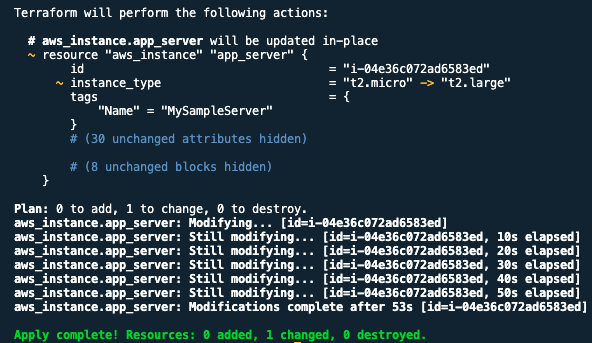 Terraform will perform the following actions:
# aws_instance.app_server will be updated in-place
~ resource "aws_instance" "app_server" {
id = "i-04e36c072ad6583ed"
~ instance_type = "t2.micro" -> "t2.large"
tags = {
"Name" = "MySampleServer"
}
# (30 unchanged attributes hidden)
# (8 unchanged blocks hidden)
}
Plan: 0 to add, 1 to change, 0 to destroy.
aws_instance.app_server: Modifying... [id=i-04e36c072ad6583ed]
aws_instance.app_server: Still modifying... [id=i-04e36c072ad6583ed, 10s elapsed]
aws_instance.app_server: Still modifying... [id=i-04e36c072ad6583ed, 20s elapsed]
aws_instance.app_server: Still modifying... [id=i-04e36c072ad6583ed, 30s elapsed]
aws_instance.app_server: Still modifying... [id=i-04e36c072ad6583ed, 40s elapsed]
aws_instance.app_server: Still modifying... [id=i-04e36c072ad6583ed, 50s elapsed]
aws_instance.app_server: Modifications complete after 53s [id=i-04e36c072ad6583ed]
Apply complete! Resources: 0 added, 1 changed, 0 destroyed.